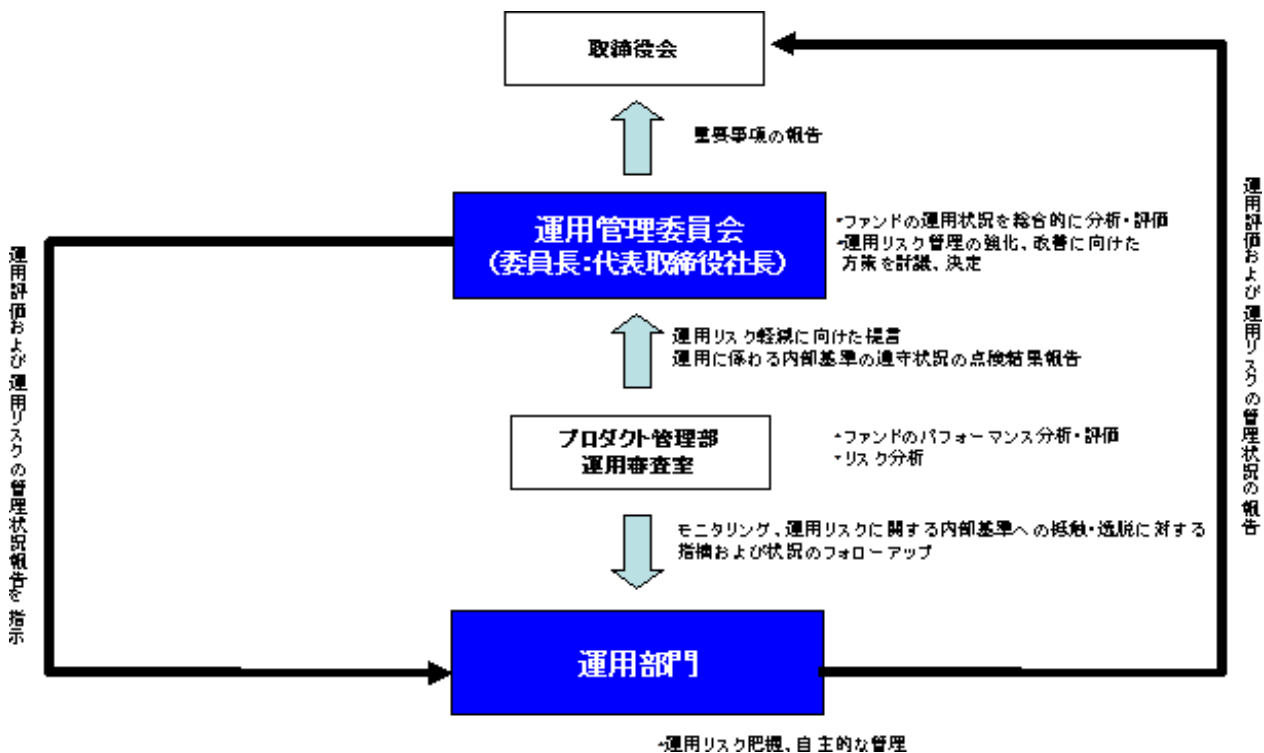 取締役会
重要事項の報告
運用管理委員会
(委員長:代表取締役社長)
・ファンドの運用状況を総合的に分析・評価
・運用リスク管理の強化、改善に向けた
方策を討議、決定
運用リスク軽減に向けた提言
運用に係わる内部基準の遵守状況の点検結果報告
プロダクト管理部
運用審査室
・ファンドのパフォーマンス分析・評価
・リスク分析
モニタリング、運用リスクに関する内部基準への抵触・逸脱に対する
指摘および状況のフォローアップ
運用部門
・運用リスク把握、自主的な管理
運用評価および運用リスクの管理状況報告を指示
運用評価および運用リスクの管理状況の報告